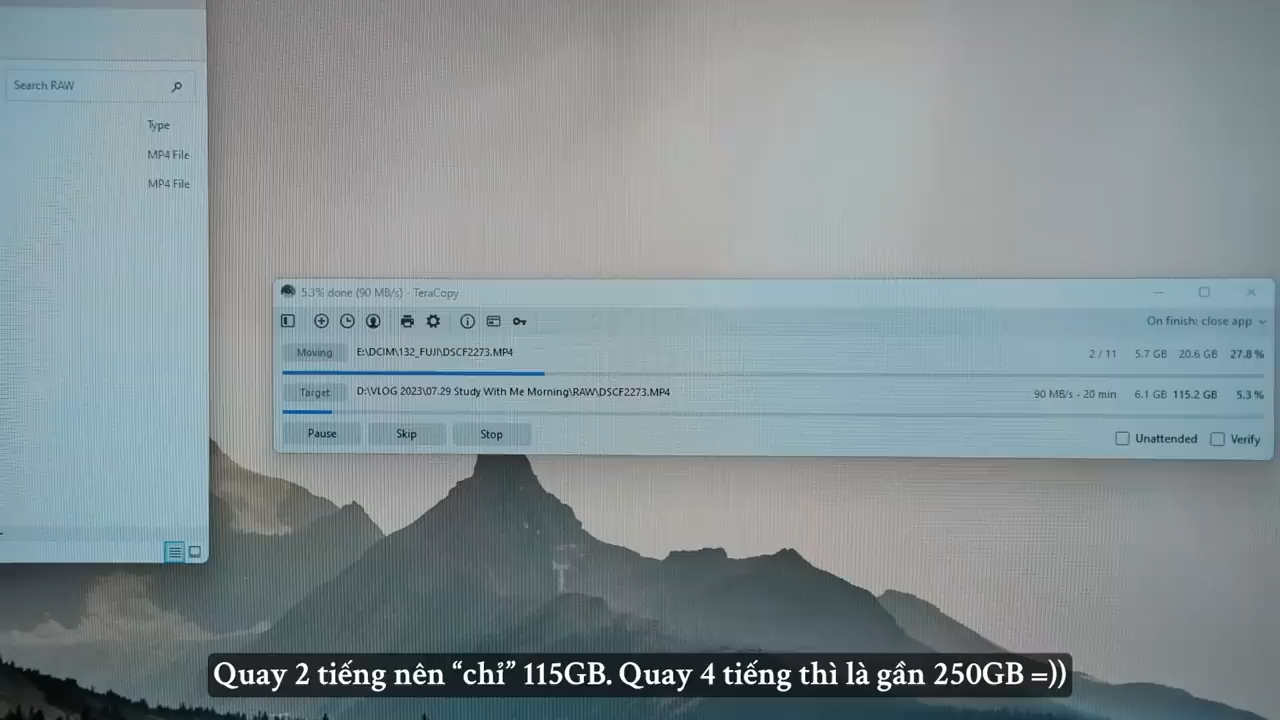 Search RAW
Type
MP4 File
MP4 File
5.3% done (90 MB/s) - TeraCopy
On finish: close app
Moving E:\DCIM\132_FUJI\DSCF2273.MP4 2 / 11 5.7 GB 20.6 GB 27.8 %
Target D:\VLOG 2023\07.29 Study With Me Morning\RAW\DSCF2273.MP4 90 MB/s - 20 min 6.1 GB 115.2 GB 5.3 %
Pause Skip Stop Unattended Verify
Quay 2 tiếng nên “chỉ” 115GB. Quay 4 tiếng thì là gần 250GB =))